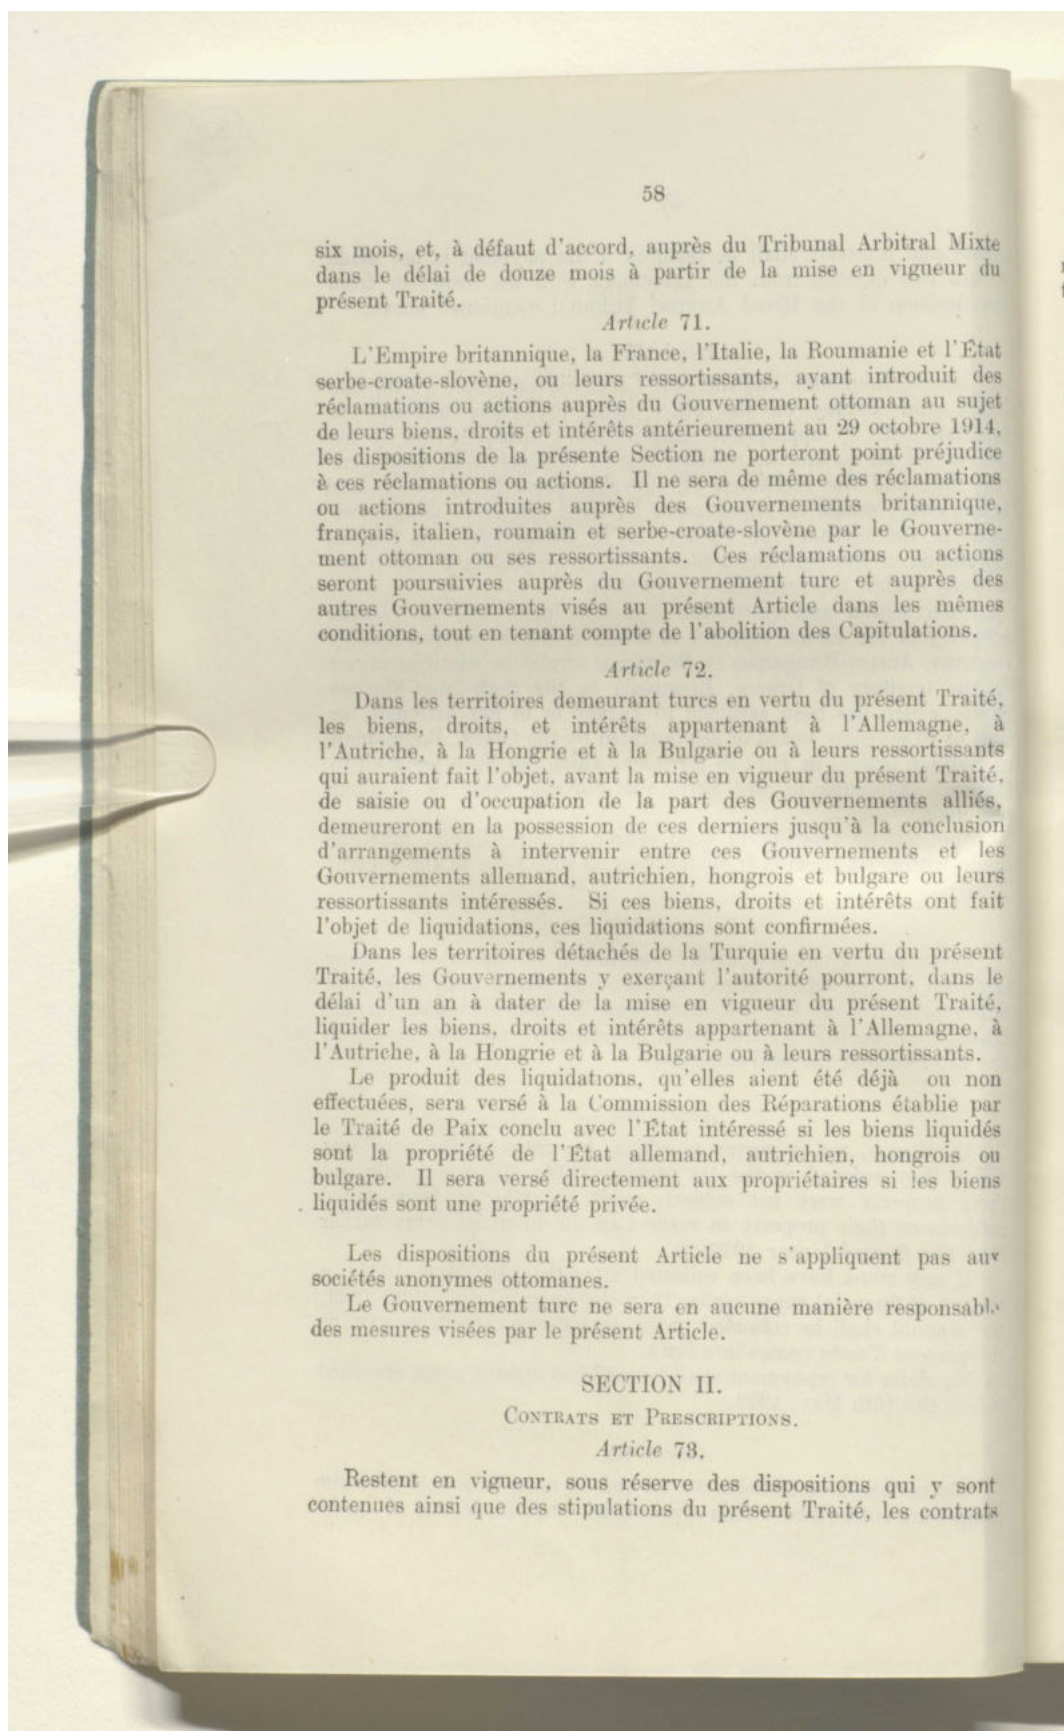 58
six mois, et, à défaut d'accord, auprès du Tribunal Arbitral Mixte
dans le délai de douze mois à partir de la mise en vigueur du
présent Traité.
Article 71.
L'Empire britannique, la France, l'Italie, la Roumanie et l'État
serbe-croate-slovène, ou leurs ressortissants, ayant introduit des
réclamations ou actions auprès du Gouvernement ottoman au sujet
de leurs biens, droits et intérêts antérieurement au 29 octobre 1914,
les dispositions de la présente Section ne porteront point préjudice
à ces réclamations ou actions. Il ne sera de même des réclamations
ou actions introduites auprès des Gouvernements britannique,
français, italien, roumain et serbe-croate-slovène par le Gouverne-
ment ottoman ou ses ressortissants. Ces réclamations ou actions
seront poursuivies auprès du Gouvernement turc et auprès des
autres Gouvernements visés au présent Article dans les mêmes
conditions, tout en tenant compte de l'abolition des Capitulations.
Article 72.
Dans les territoires demeurant turcs en vertu du présent Traité,
les biens, droits, et intérêts appartenant à l'Allemagne, à
l'Autriche, à la Hongrie et à la Bulgarie ou à leurs ressortissants
qui auraient fait l'objet, avant la mise en vigueur du présent Traité,
de saisie ou d'occupation de la part des Gouvernements alliés,
demeureront en la possession de ces derniers jusqu'à la conclusion
d'arrangements à intervenir entre ces Gouvernements et les
Gouvernements allemand, autrichien, hongrois et bulgare ou leurs
ressortissants intéressés. Si ces biens, droits et intérêts ont fait
l'objet de liquidations, ces liquidations sont confirmées.
Dans les territoires détachés de la Turquie en vertu du présent
Traité, les Gouvernements y exerçant l'autorité pourront, dans le
délai d'un an à dater de la mise en vigueur du présent Traité,
liquider les biens, droits et intérêts appartenant à l'Allemagne, à
l'Autriche, à la Hongrie et à la Bulgarie ou à leurs ressortissants.
Le produit des liquidations, qu'elles aient été déjà ou non
effectuées, sera versé à la Commission des Réparations établie par
le Traité de Paix conclu avec l'État intéressé si les biens liquidés
sont la propriété de l'État allemand, autrichien, hongrois ou
bulgare. Il sera versé directement aux propriétaires si les biens
liquidés sont une propriété privée.
Les dispositions du présent Article ne s'appliquent pas aux
sociétés anonymes ottomanes.
Le Gouvernement turc ne sera en aucune manière responsable
des mesures visées par le présent Article.
SECTION II.
CONTRATS ET PRESCRIPTIONS.
Article 73.
Restent en vigueur, sous réserve des dispositions qui y sont
contenues ainsi que des stipulations du présent Traité, les contrats